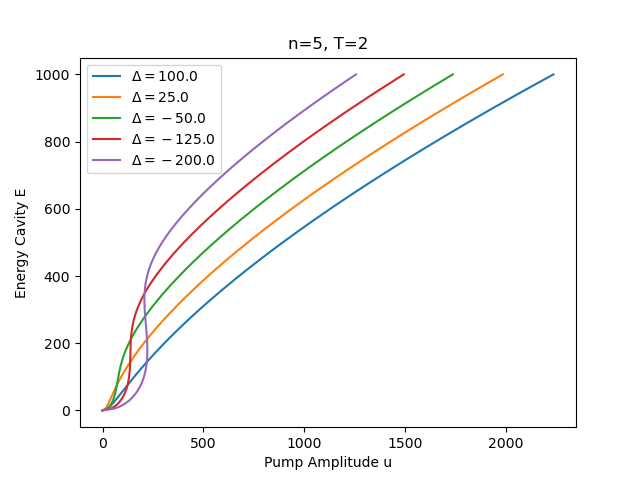 n=5, T=2
Δ = 100.0
Δ = 25.0
Δ = −50.0
Δ = −125.0
Δ = −200.0
Energy Cavity E
1000
800
600
400
200
0
0 500 1000 1500 2000
Pump Amplitude u